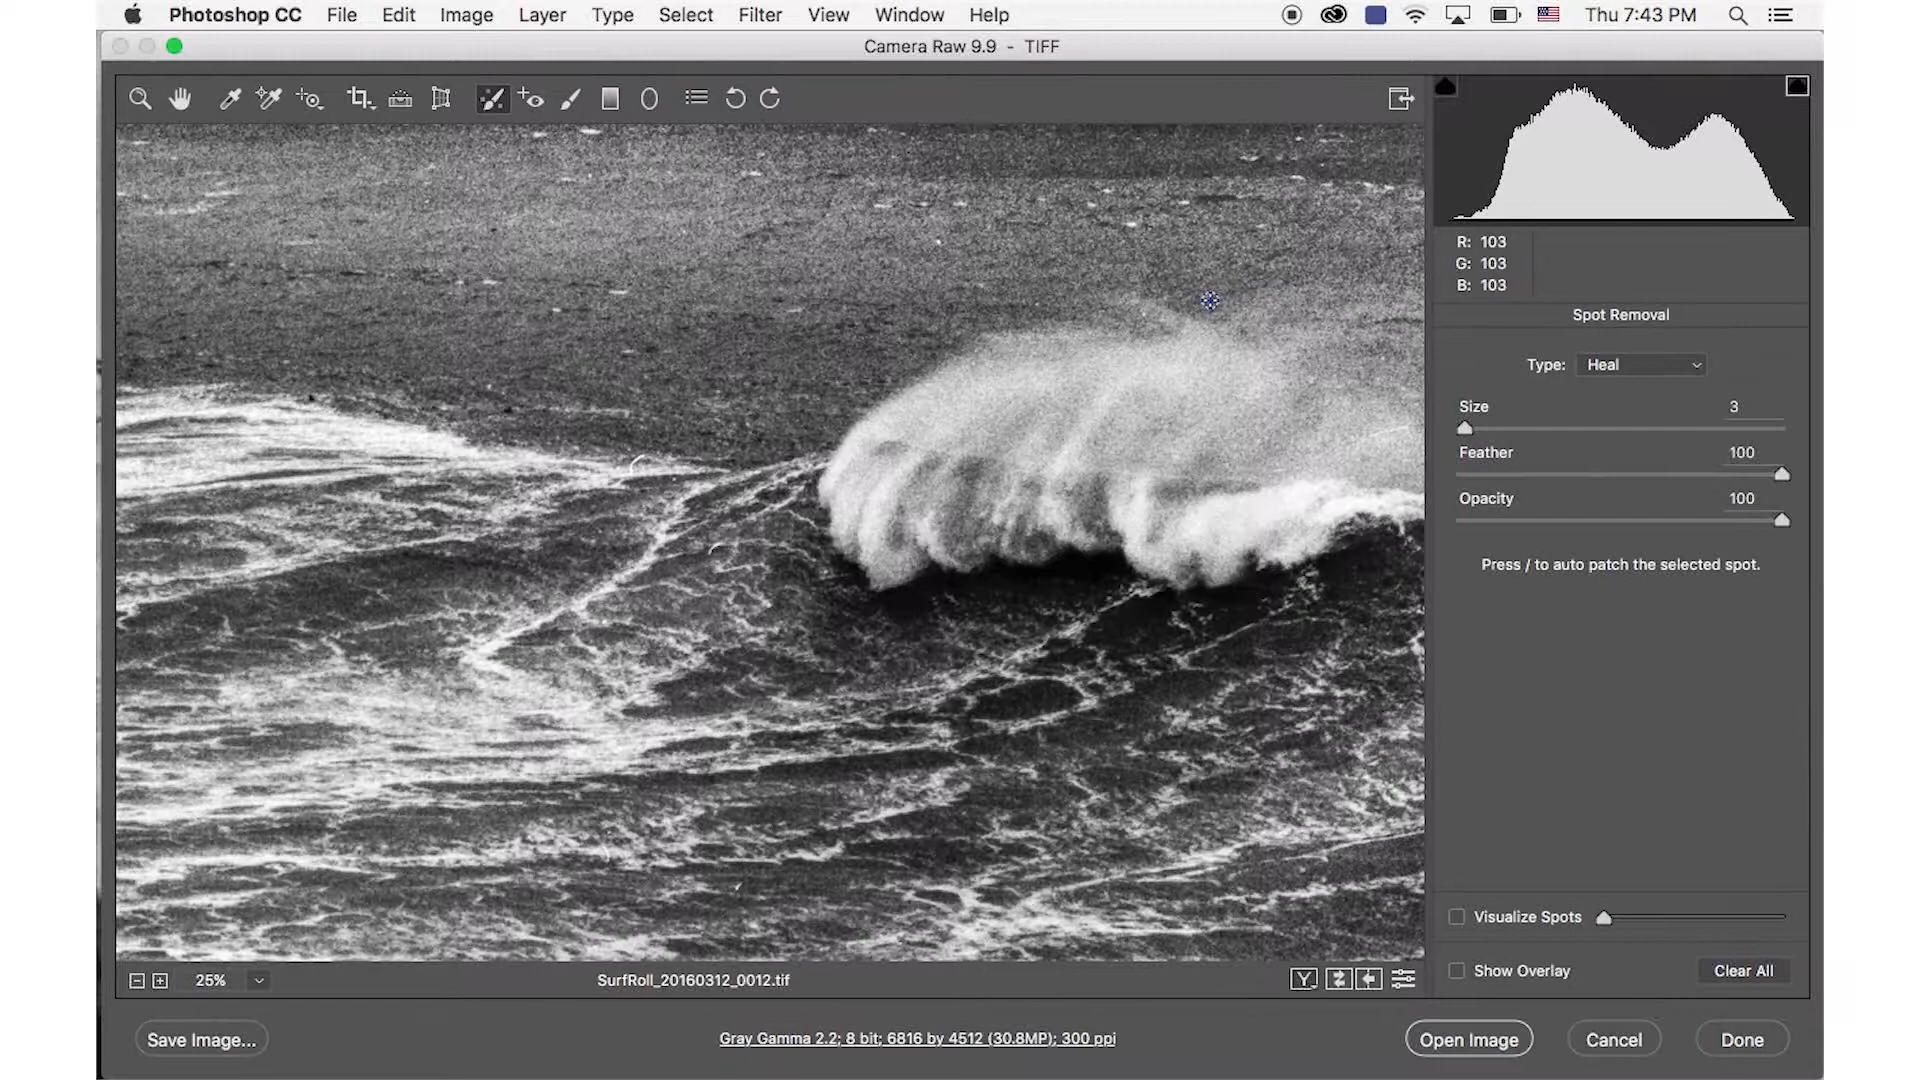 Photoshop CC File Edit Image Layer Type Select Filter View Window Help Thu 7:43 PM
Camera Raw 9.9 - TIFF
R: 103
G: 103
B: 103
Spot Removal
Type: Heal
Size 3
Feather 100
Opacity 100
Press / to auto patch the selected spot.
Visualize Spots
Show Overlay Clear All
25% SurfRoll_20160312_0012.tif Y
Save Image... Gray Gamma 2.2; 8 bit; 6816 by 4512 (30.8MP); 300 ppi Open Image Cancel Done